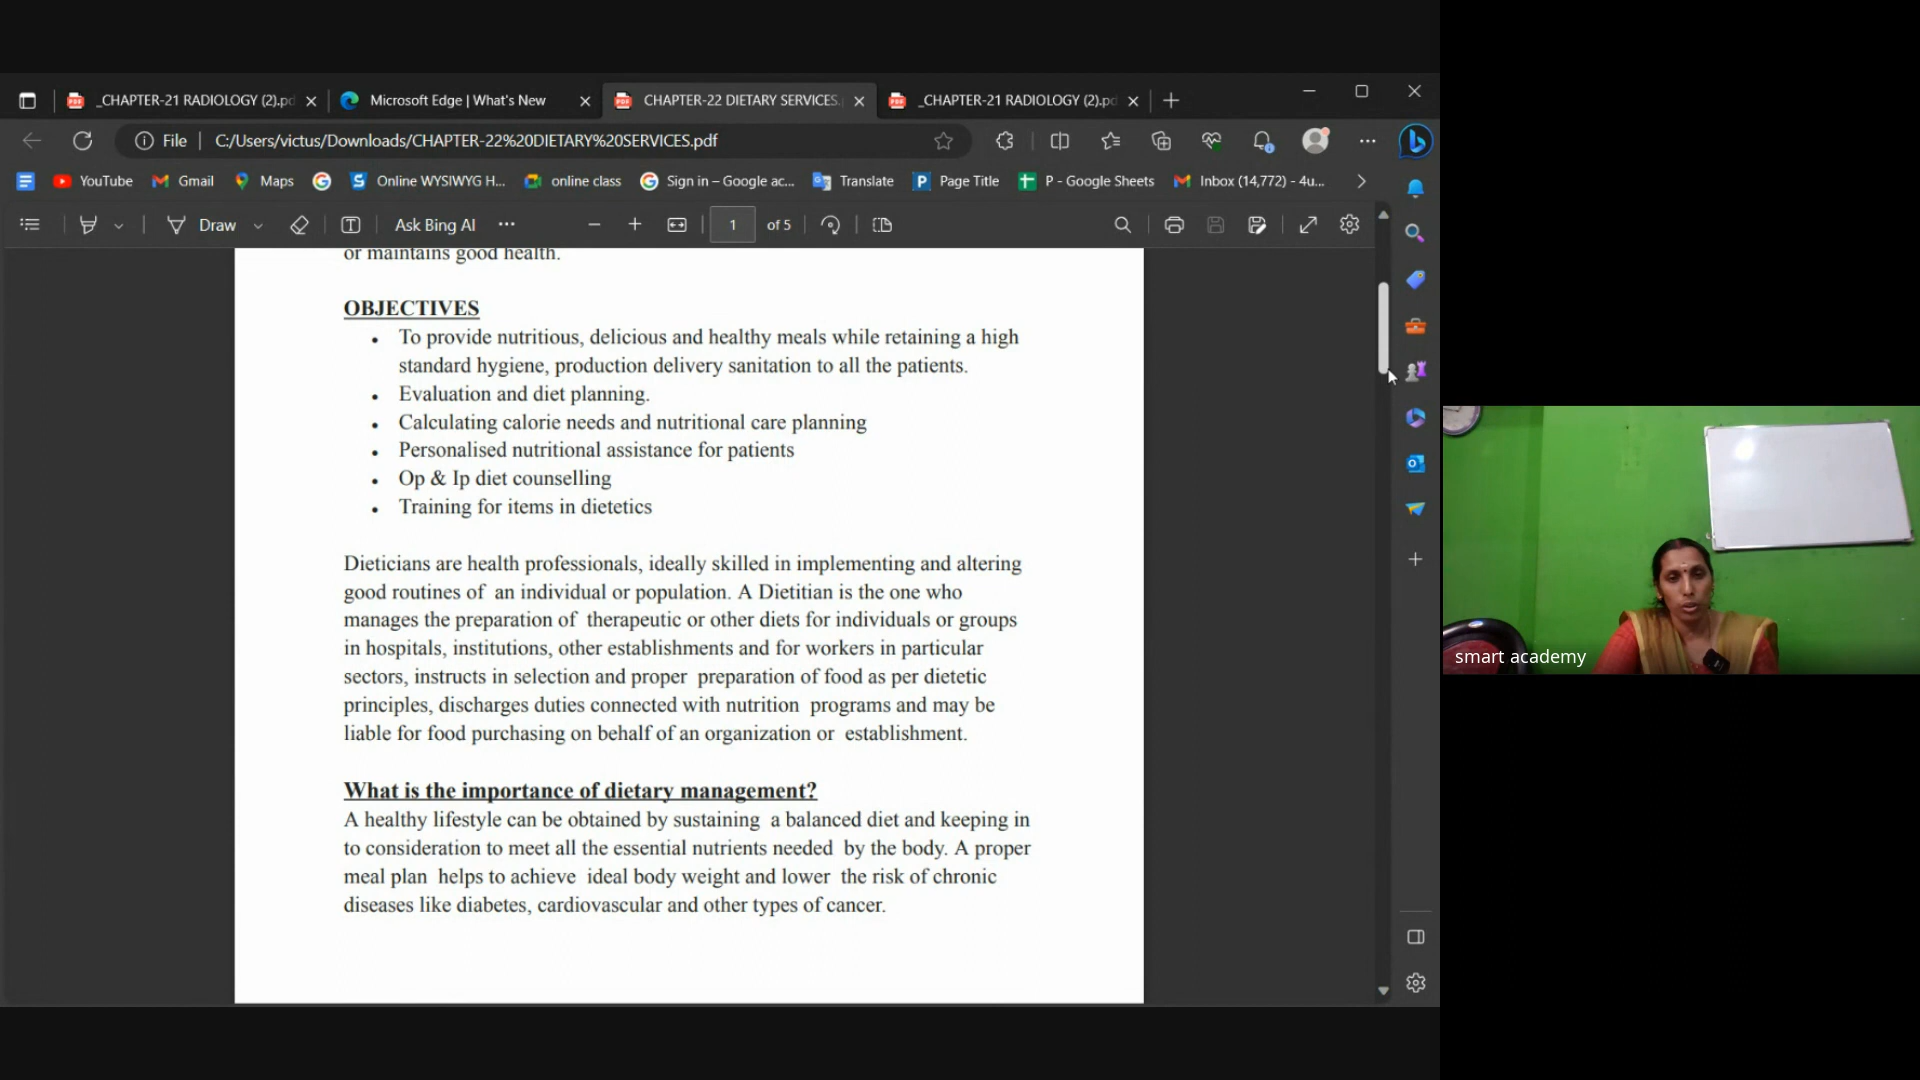 _CHAPTER-21 RADIOLOGY (2).pd
Microsoft Edge | What's New
CHAPTER-22 DIETARY SERVICES.
_CHAPTER-21 RADIOLOGY (2).pd
File
C:/Users/victus/Downloads/CHAPTER-22%20DIETARY%20SERVICES.pdf
YouTube
Gmail
Maps
Online WYSIWYG H...
online class
Sign in – Google ac...
Translate
Page Title
P - Google Sheets
Inbox (14,772) - 4u...
Draw
Ask Bing AI
1 of 5
or maintains good health.
OBJECTIVES
• To provide nutritious, delicious and healthy meals while retaining a high
standard hygiene, production delivery sanitation to all the patients.
• Evaluation and diet planning.
• Calculating calorie needs and nutritional care planning
• Personalised nutritional assistance for patients
• Op & Ip diet counselling
• Training for items in dietetics
Dieticians are health professionals, ideally skilled in implementing and altering
good routines of an individual or population. A Dietitian is the one who
manages the preparation of therapeutic or other diets for individuals or groups
in hospitals, institutions, other establishments and for workers in particular
sectors, instructs in selection and proper preparation of food as per dietetic
principles, discharges duties connected with nutrition programs and may be
liable for food purchasing on behalf of an organization or establishment.
What is the importance of dietary management?
A healthy lifestyle can be obtained by sustaining a balanced diet and keeping in
to consideration to meet all the essential nutrients needed by the body. A proper
meal plan helps to achieve ideal body weight and lower the risk of chronic
diseases like diabetes, cardiovascular and other types of cancer.
smart academy